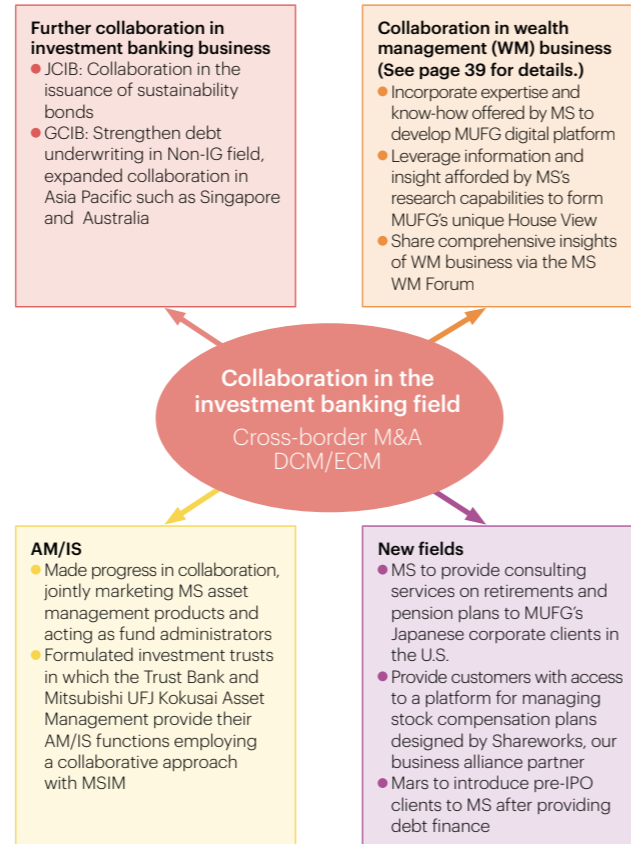 Further collaboration in
investment banking business
● JCIB: Collaboration in the
issuance of sustainability
bonds
● GCIB: Strengthen debt
underwriting in Non-IG field,
expanded collaboration in
Asia Pacific such as Singapore
and Australia
Collaboration in wealth
management (WM) business
(See page 39 for details.)
● Incorporate expertise and
know-how offered by MS to
develop MUFG digital platform
● Leverage information and
insight afforded by MS's
research capabilities to form
MUFG's unique House View
● Share comprehensive insights
of WM business via the MS
WM Forum
Collaboration in the
investment banking field
Cross-border M&A
DCM/ECM
AM/IS
● Made progress in collaboration,
jointly marketing MS asset
management products and
acting as fund administrators
● Formulated investment trusts
in which the Trust Bank and
Mitsubishi UFJ Kokusai Asset
Management provide their
AM/IS functions employing
a collaborative approach
with MSIM
New fields
● MS to provide consulting
services on retirements and
pension plans to MUFG's
Japanese corporate clients in
the U.S.
● Provide customers with access
to a platform for managing
stock compensation plans
designed by Shareworks, our
business alliance partner
● Mars to introduce pre-IPO
clients to MS after providing
debt finance